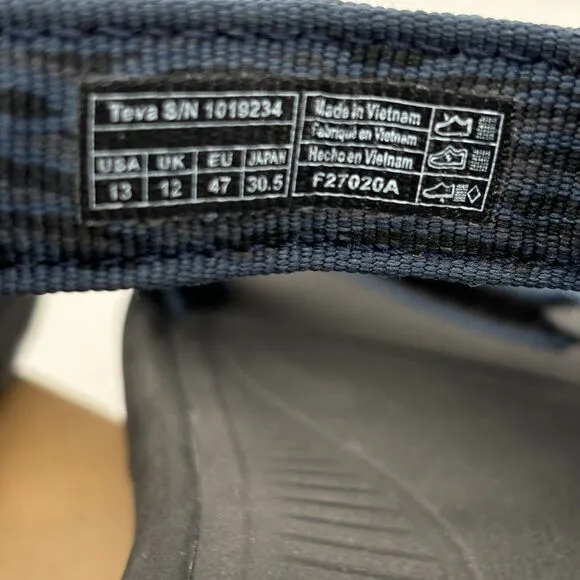 Teva S/N 1019234
USA UK EU JAPAN
13 12 47 30.5
Made in Vietnam
Fabriqué en Vietnam
Hecho en Vietnam
F27020A